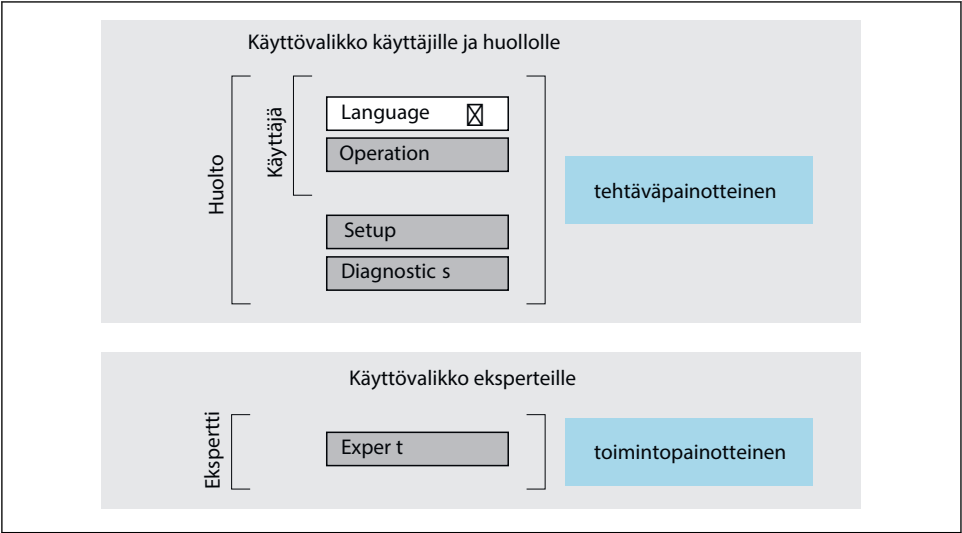 Käyttövalikko käyttäjille ja huollolle
Huolto
Käyttäjä
Language
Operation
Setup
Diagnostic s
tehtäväpainotteinen
Käyttövalikko eksperteille
Ekspertti
Exper t
toimintopainotteinen